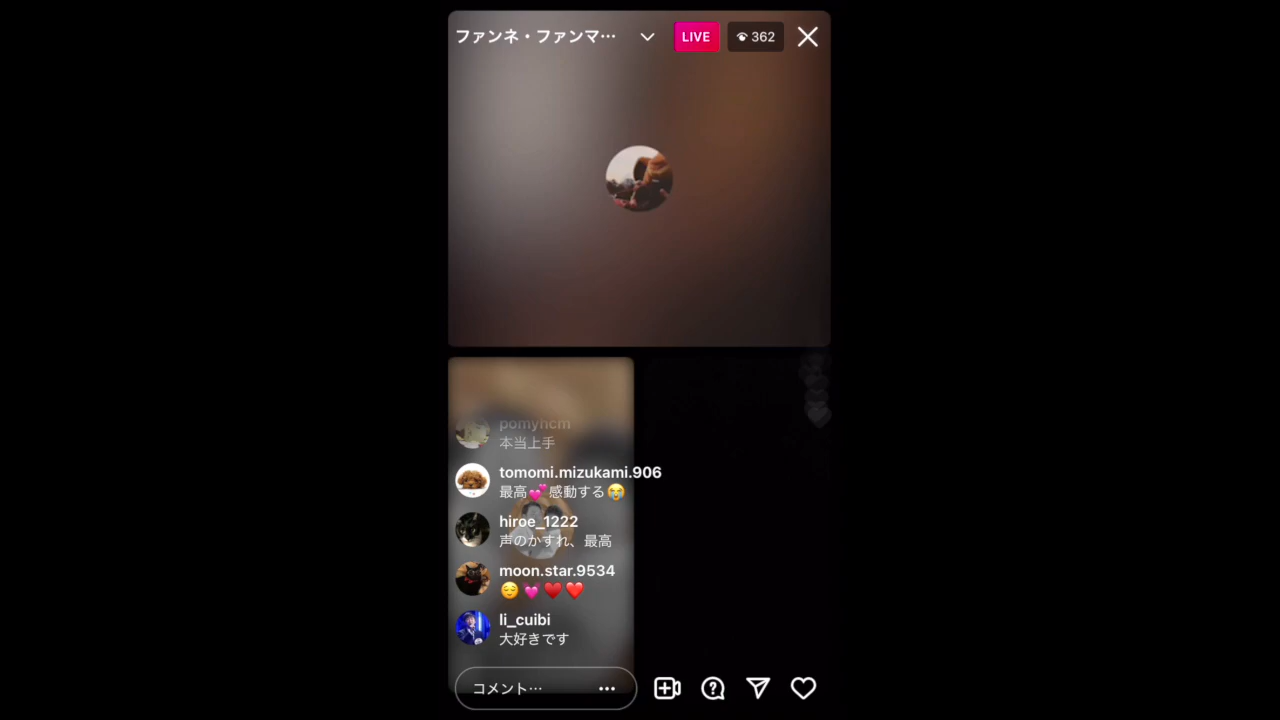 ファンネ・ファンマ…
LIVE
362
pomyhcm
本当上手
tomomi.mizukami.906
最高💕感動する😭
hiroe_1222
声のかすれ、最高
moon.star.9534
😌💓♥️❤️
li_cuibi
大好きです
コメント…